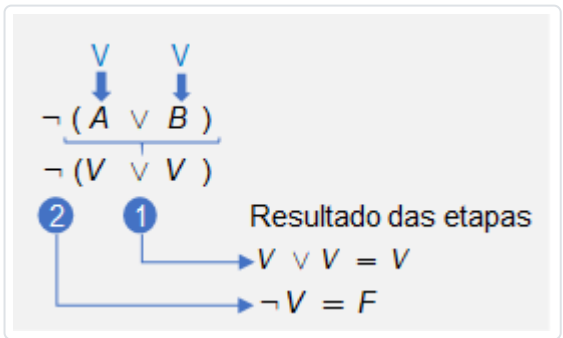 V V
¬ ( A ∨ B )
¬ (V ∨ V )
2 1 Resultado das etapas
V ∨ V = V
¬ V = F